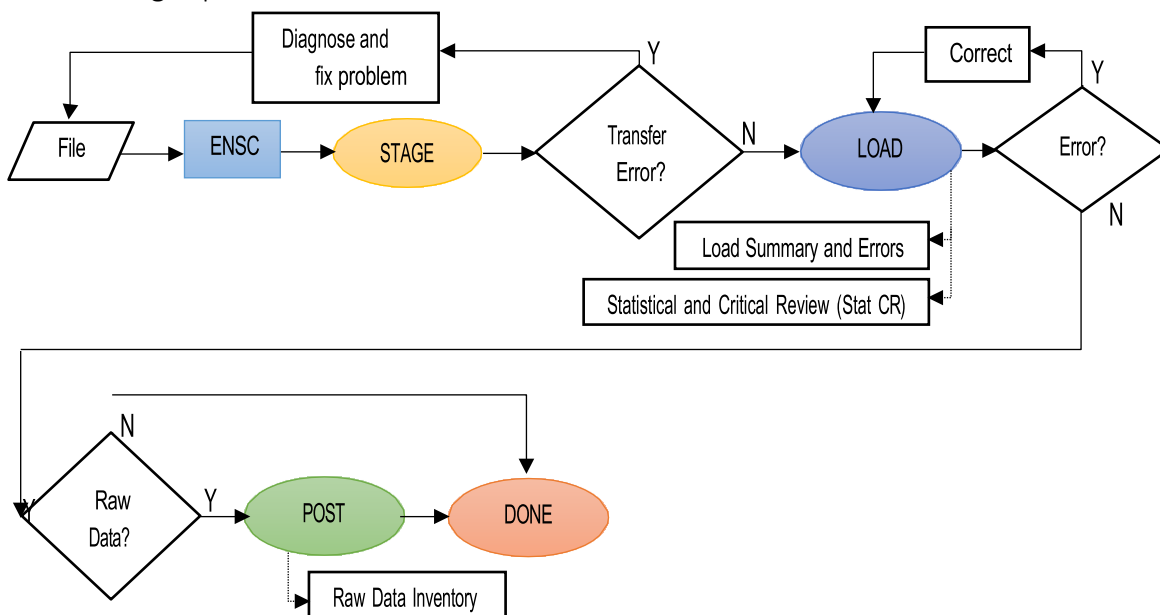 Diagnose and
fix problem
Y
Correct
Y
File
ENSC
STAGE
Transfer
Error?
N
LOAD
Error?
N
Load Summary and Errors
Statistical and Critical Review (Stat CR)
N
Y
Raw
Data?
Y
POST
DONE
Raw Data Inventory